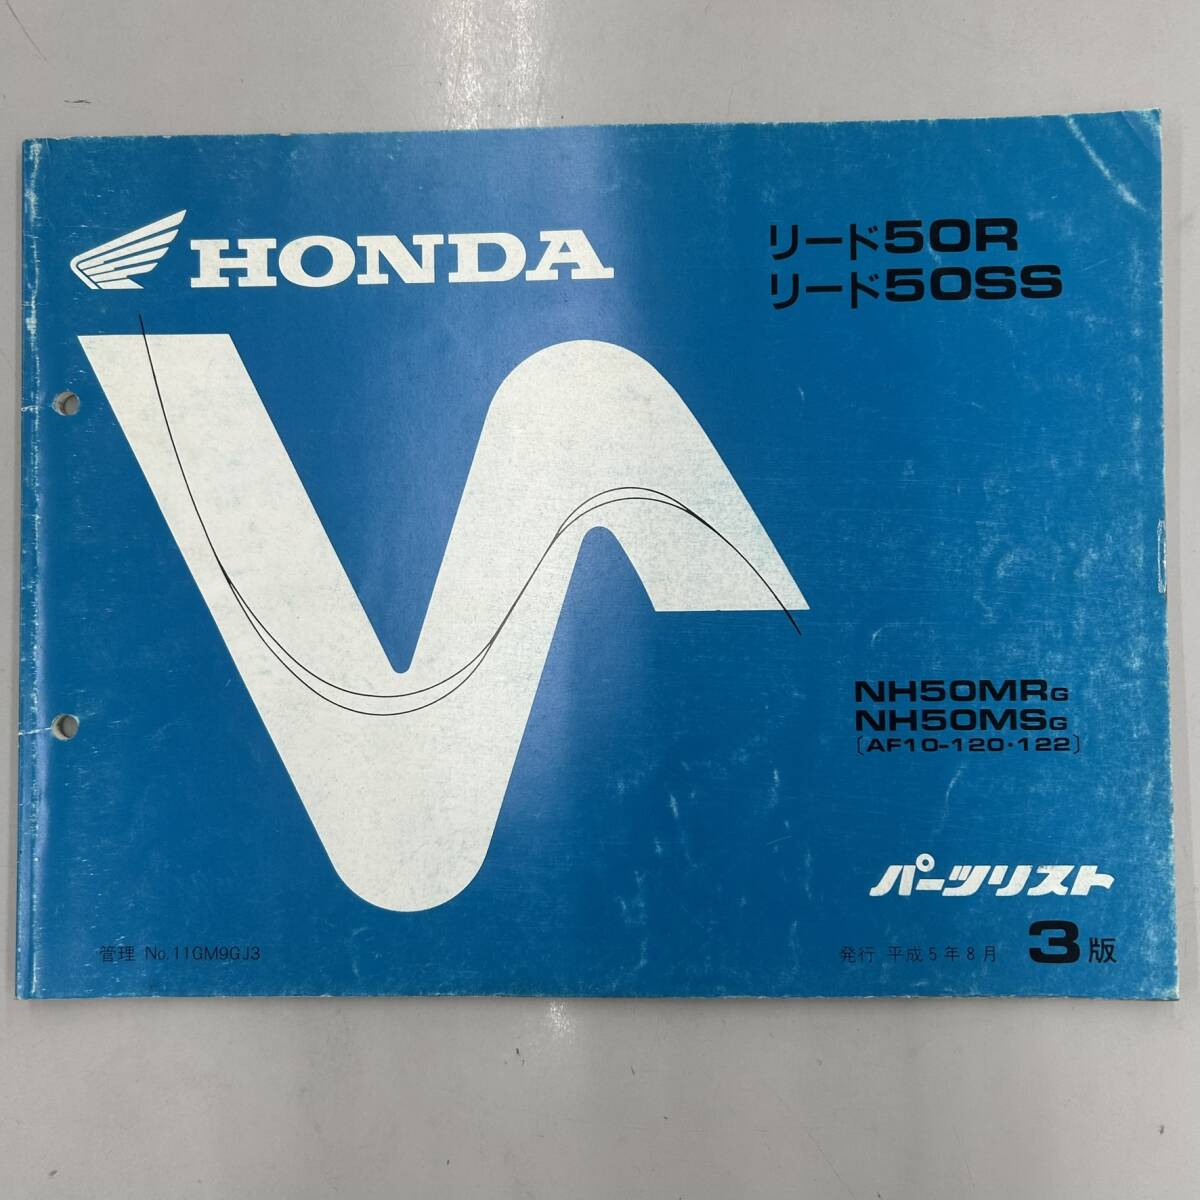 HONDA
リード50R
リード50SS
NH50MRG
NH50MSG
〔AF10-120・122〕
パーツリスト
管理 No.11GM9GJ3
発行 平成5年8月 3版